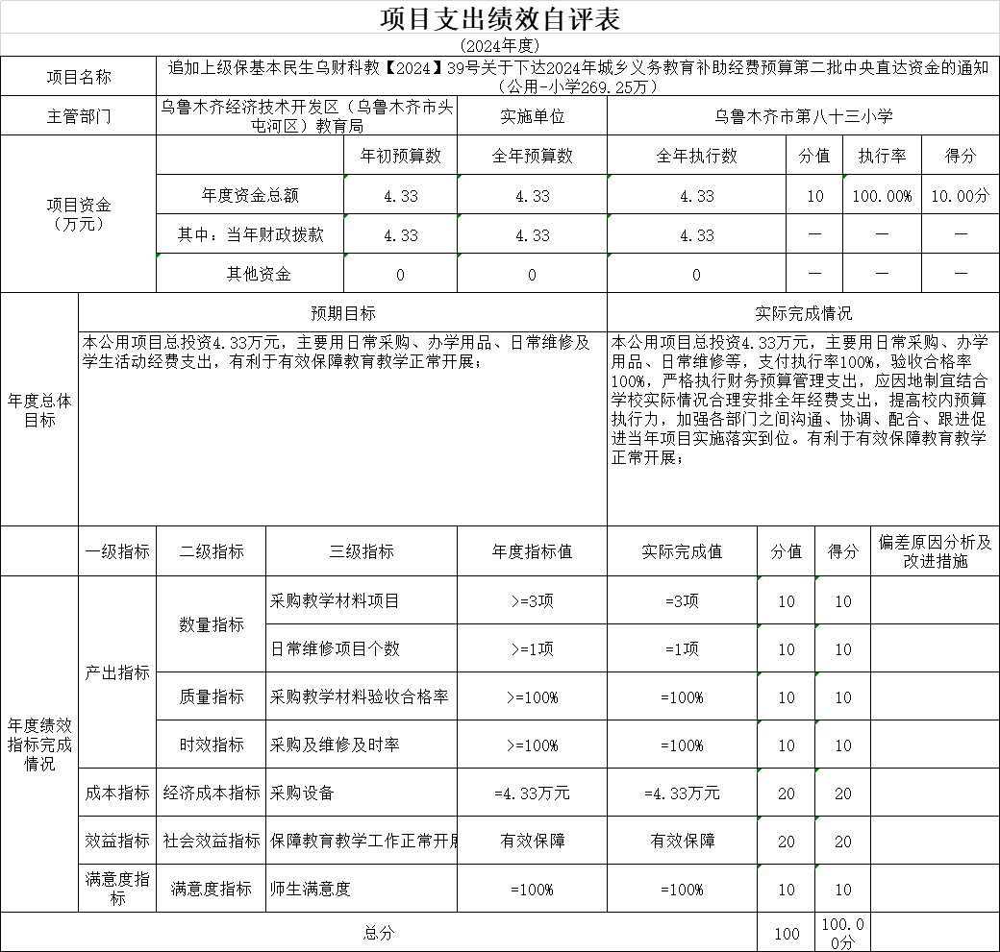 项目支出绩效自评表
(2024年度)
项目名称
追加上级保基本民生乌财科教【2024】39号关于下达2024年城乡义务教育补助经费预算第二批中央直达资金的通知
（公用-小学269.25万）
主管部门
乌鲁木齐经济技术开发区（乌鲁木齐市头
屯河区）教育局
实施单位
乌鲁木齐市第八十三小学
项目资金
（万元）
年初预算数 全年预算数 全年执行数 分值 执行率 得分
年度资金总额 4.33 4.33 4.33 10 100.00% 10.00分
其中：当年财政拨款 4.33 4.33 4.33 — — —
其他资金 0 0 0 — — —
年度总体
目标
预期目标 实际完成情况
本公用项目总投资4.33万元，主要用日常采购、办学用品、日常维修及
学生活动经费支出，有利于有效保障教育教学正常开展；
本公用项目总投资4.33万元，主要用日常采购、办学
用品、日常维修等，支付执行率100%，验收合格率
100%，严格执行财务预算管理支出，应因地制宜结合
学校实际情况合理安排全年经费支出，提高校内预算
执行力，加强各部门之间沟通、协调、配合、跟进促
进当年项目实施落实到位。有利于有效保障教育教学
正常开展；
一级指标 二级指标 三级指标 年度指标值 实际完成值 分值 得分 偏差原因分析及
改进措施
年度绩效
指标完成
情况
产出指标
数量指标
采购教学材料项目 >=3项 =3项 10 10
日常维修项目个数 >=1项 =1项 10 10
质量指标 采购教学材料验收合格率 >=100% =100% 10 10
时效指标 采购及维修及时率 >=100% =100% 10 10
成本指标 经济成本指标 采购设备 =4.33万元 =4.33万元 20 20
效益指标 社会效益指标 保障教育教学工作正常开 有效保障 有效保障 20 20
满意度指
标
满意度指标 师生满意度 =100% =100% 10 10
总分 100 100.0
0分